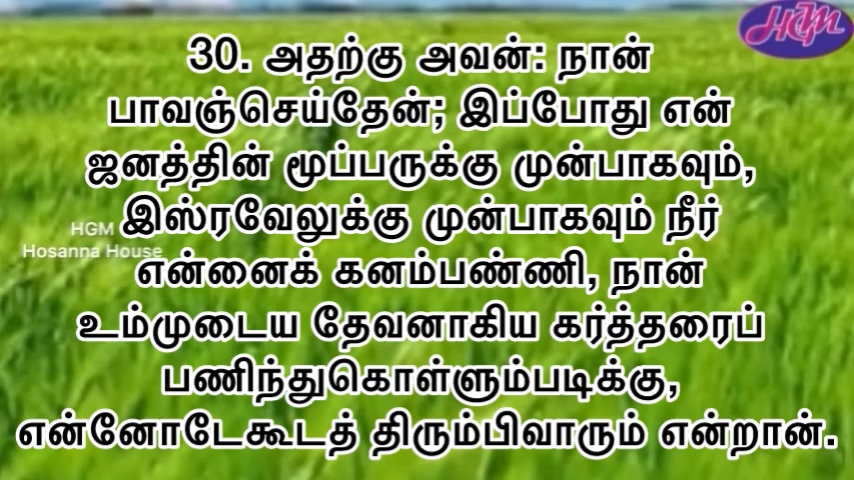 HGM
30. அதற்கு அவன்: நான்
பாவஞ்செய்தேன்; இப்போது என்
ஜனத்தின் மூப்பருக்கு முன்பாகவும்,
இஸ்ரவேலுக்கு முன்பாகவும் நீர்
HGM
Hosanna House
என்னைக் கனம்பண்ணி, நான்
உம்முடைய தேவனாகிய கர்த்தரைப்
பணிந்துகொள்ளும்படிக்கு,
என்னோடேகூடத் திரும்பிவாரும் என்றான்.